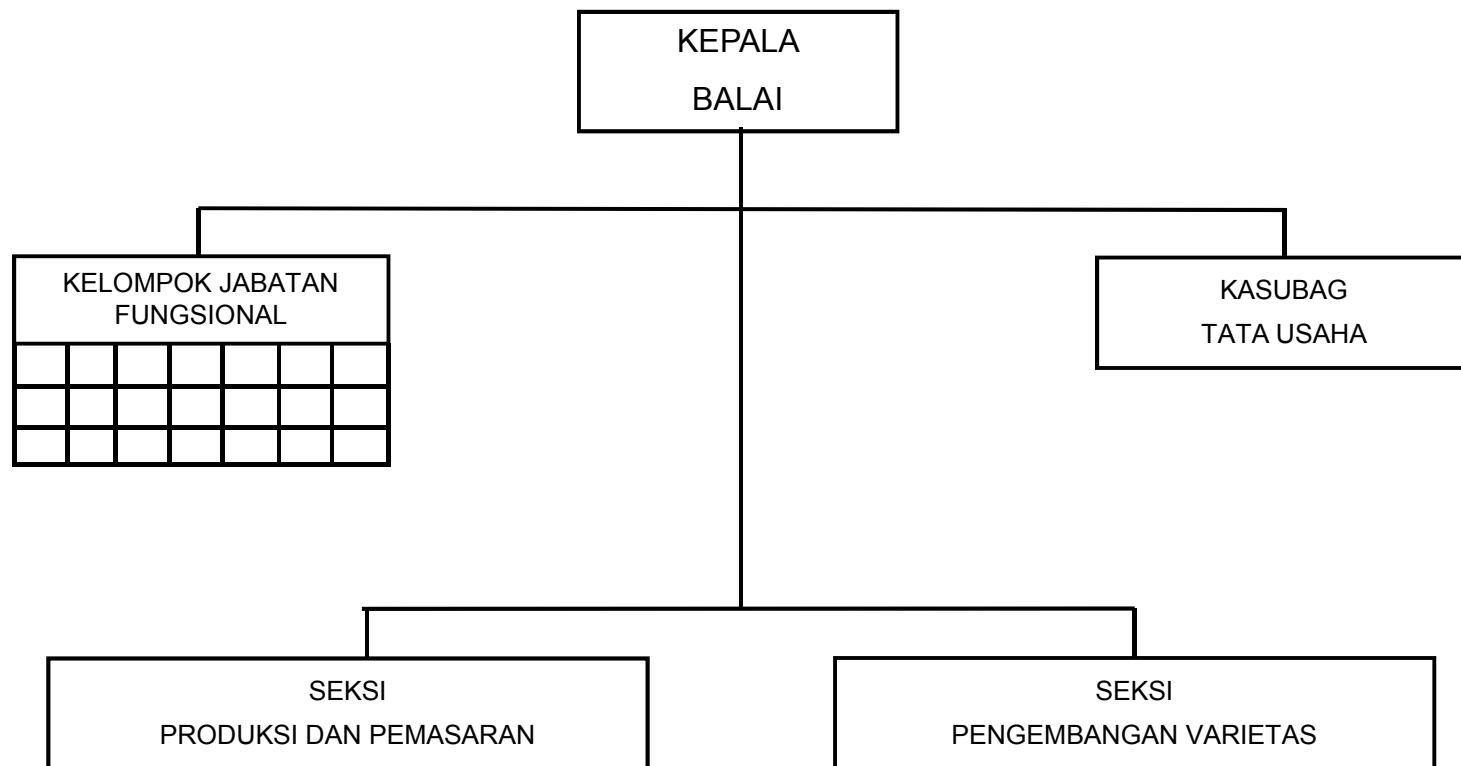 KEPALA
BALAI
KELOMPOK JABATAN
FUNGSIONAL
KASUBAG
TATA USAHA
SEKSI
PRODUKSI DAN PEMASARAN
SEKSI
PENGEMBANGAN VARIETAS